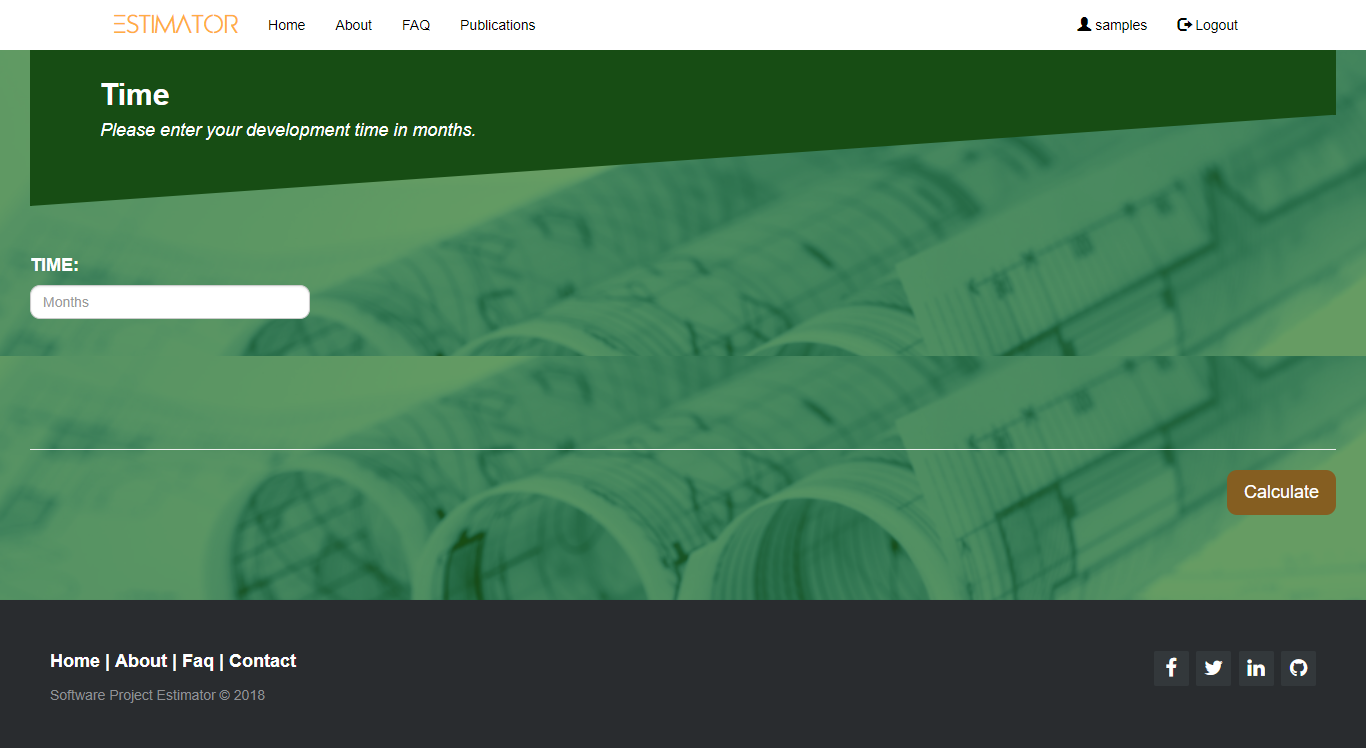 ESTIMATOR Home About FAQ Publications samples Logout
Time
Please enter your development time in months.
TIME:
Months
Calculate
Home | About | Faq | Contact
Software Project Estimator © 2018